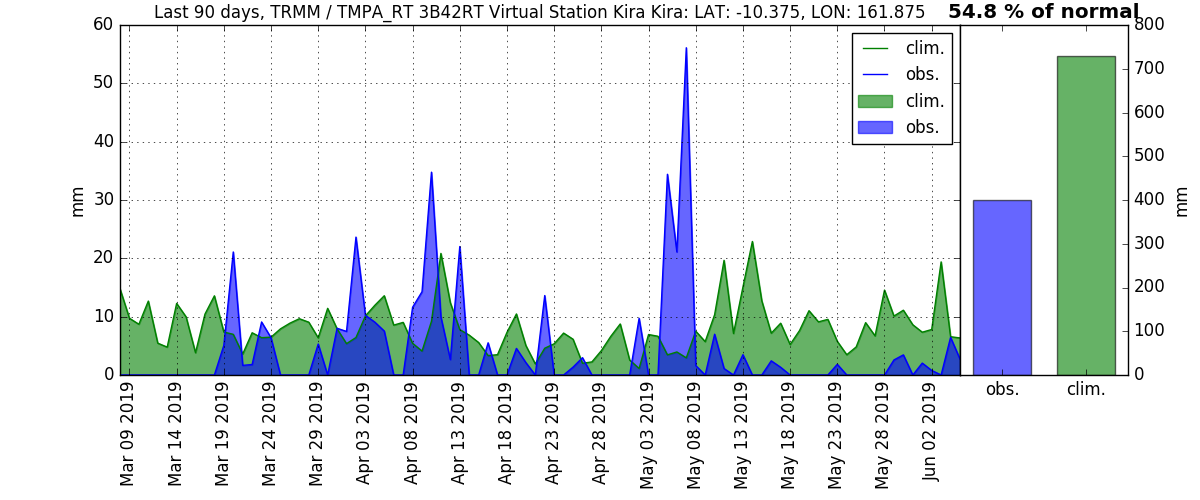 Last 90 days, TRMM / TMPA_RT 3B42RT Virtual Station Kira Kira: LAT: -10.375, LON: 161.875
54.8 % of normal
60
50
40
30
20
10
0
mm
clim.
obs.
clim.
obs.
800
700
600
500
400
300
200
100
0
mm
obs.
clim.
Mar 09 2019
Mar 14 2019
Mar 19 2019
Mar 24 2019
Mar 29 2019
Apr 03 2019
Apr 08 2019
Apr 13 2019
Apr 18 2019
Apr 23 2019
Apr 28 2019
May 03 2019
May 08 2019
May 13 2019
May 18 2019
May 23 2019
May 28 2019
Jun 02 2019